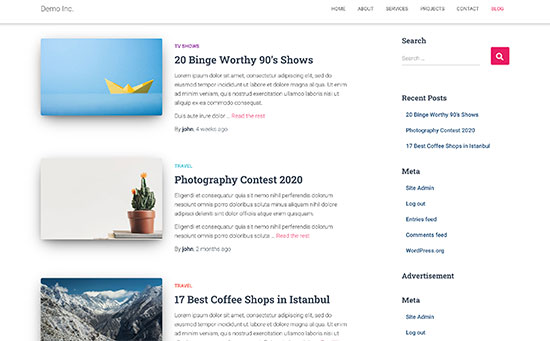 Demo Inc.
HOME ABOUT SERVICES PROJECTS CONTACT BLOG
TV SHOWS
20 Binge Worthy 90's Shows
Lorem ipsum dolor sit amet, consectetur adipiscing elit, sed do
eiusmod tempor incididunt ut labore et dolore magna aliqua. Ut enim
ad minim veniam, quis nostrud exercitation ullamco laboris nisi ut
aliquip ex ea commodo consequat.
Duis aute irure dolor… Read the rest
By john, 4 weeks ago
TRAVEL
Photography Contest 2020
Eligendi et consequatur quia sit nemo nihil perferendis dolorum
nesciunt omnis porro doloribus soluta minus aliquam nihil dolore
adipisci deleniti sint dolor officiis atque enim quisquam.
Eligendi et consequatur quia sit nemo nihil perferendis dolorum
nesciunt omnis porro doloribus soluta … Read the rest
By john, 2 months ago
TRAVEL
17 Best Coffee Shops in Istanbul
Lorem ipsum dolor sit amet, consectetur adipiscing elit, sed do
eiusmod tempor incididunt ut labore et dolore magna aliqua. Ut enim
ad minim veniam, quis nostrud exercitation ullamco laboris nisi ut
Search
Search …
Recent Posts
20 Binge Worthy 90's Shows
Photography Contest 2020
17 Best Coffee Shops in Istanbul
Meta
Site Admin
Log out
Entries feed
Comments feed
WordPress.org
Advertisement
Meta
Site Admin
Log out